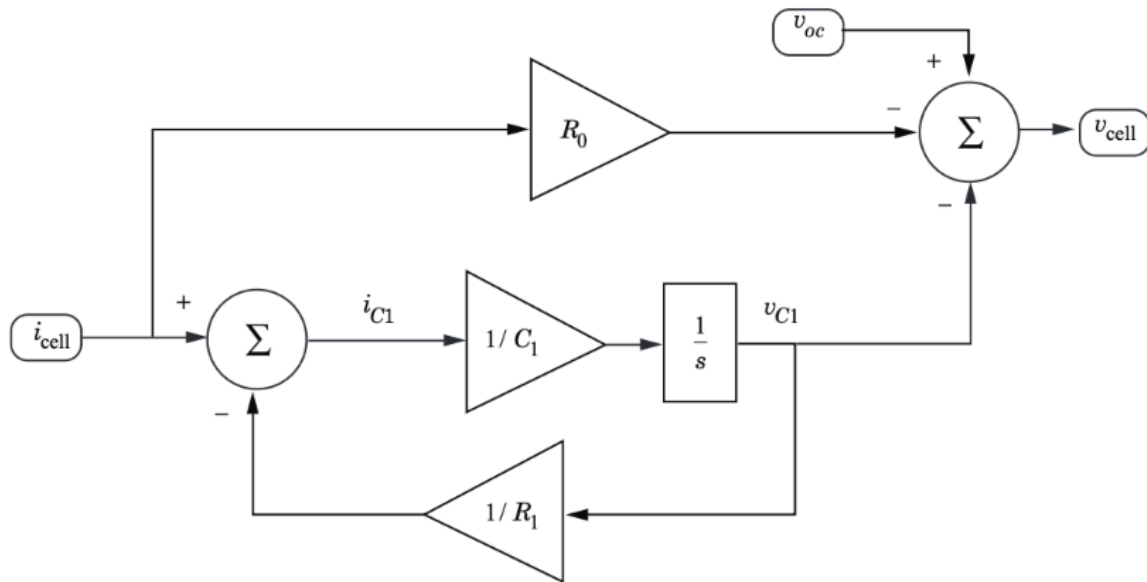 v_oc
+
−
R_0
Σ
v_cell
−
+
i_C1
v_C1
i_cell
Σ
1/C_1
1/s
−
1/R_1